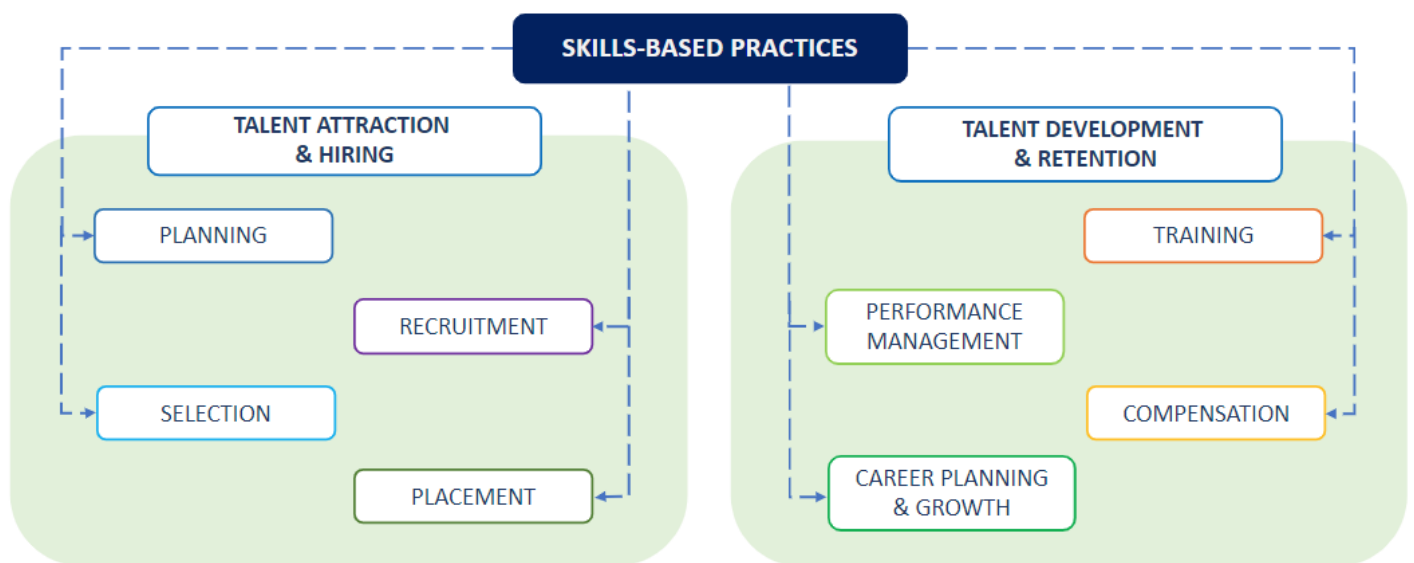 SKILLS-BASED PRACTICES
TALENT ATTRACTION
& HIRING
PLANNING
RECRUITMENT
SELECTION
PLACEMENT
TALENT DEVELOPMENT
& RETENTION
TRAINING
PERFORMANCE
MANAGEMENT
COMPENSATION
CAREER PLANNING
& GROWTH